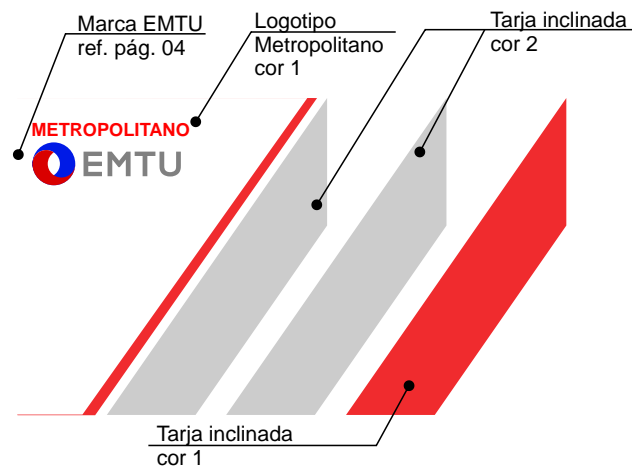 Marca EMTU
ref. pág. 04
Logotipo
Metropolitano
cor 1
Tarja inclinada
cor 2
METROPOLITANO
EMTU
Tarja inclinada
cor 1